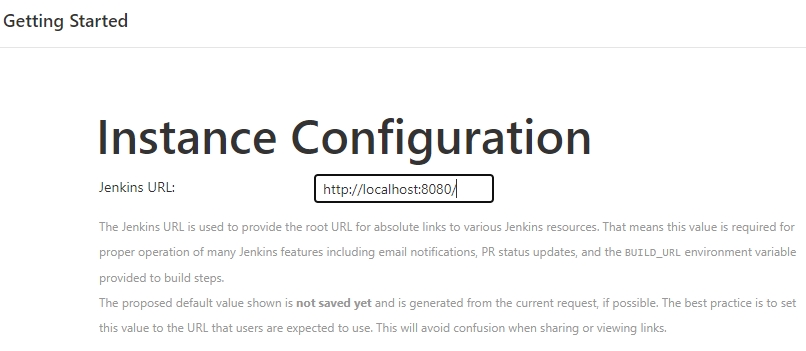 Getting Started
Instance Configuration
Jenkins URL: http://localhost:8080/
The Jenkins URL is used to provide the root URL for absolute links to various Jenkins resources. That means this value is required for
proper operation of many Jenkins features including email notifications, PR status updates, and the BUILD_URL environment variable
provided to build steps.
The proposed default value shown is not saved yet and is generated from the current request, if possible. The best practice is to set
this value to the URL that users are expected to use. This will avoid confusion when sharing or viewing links.